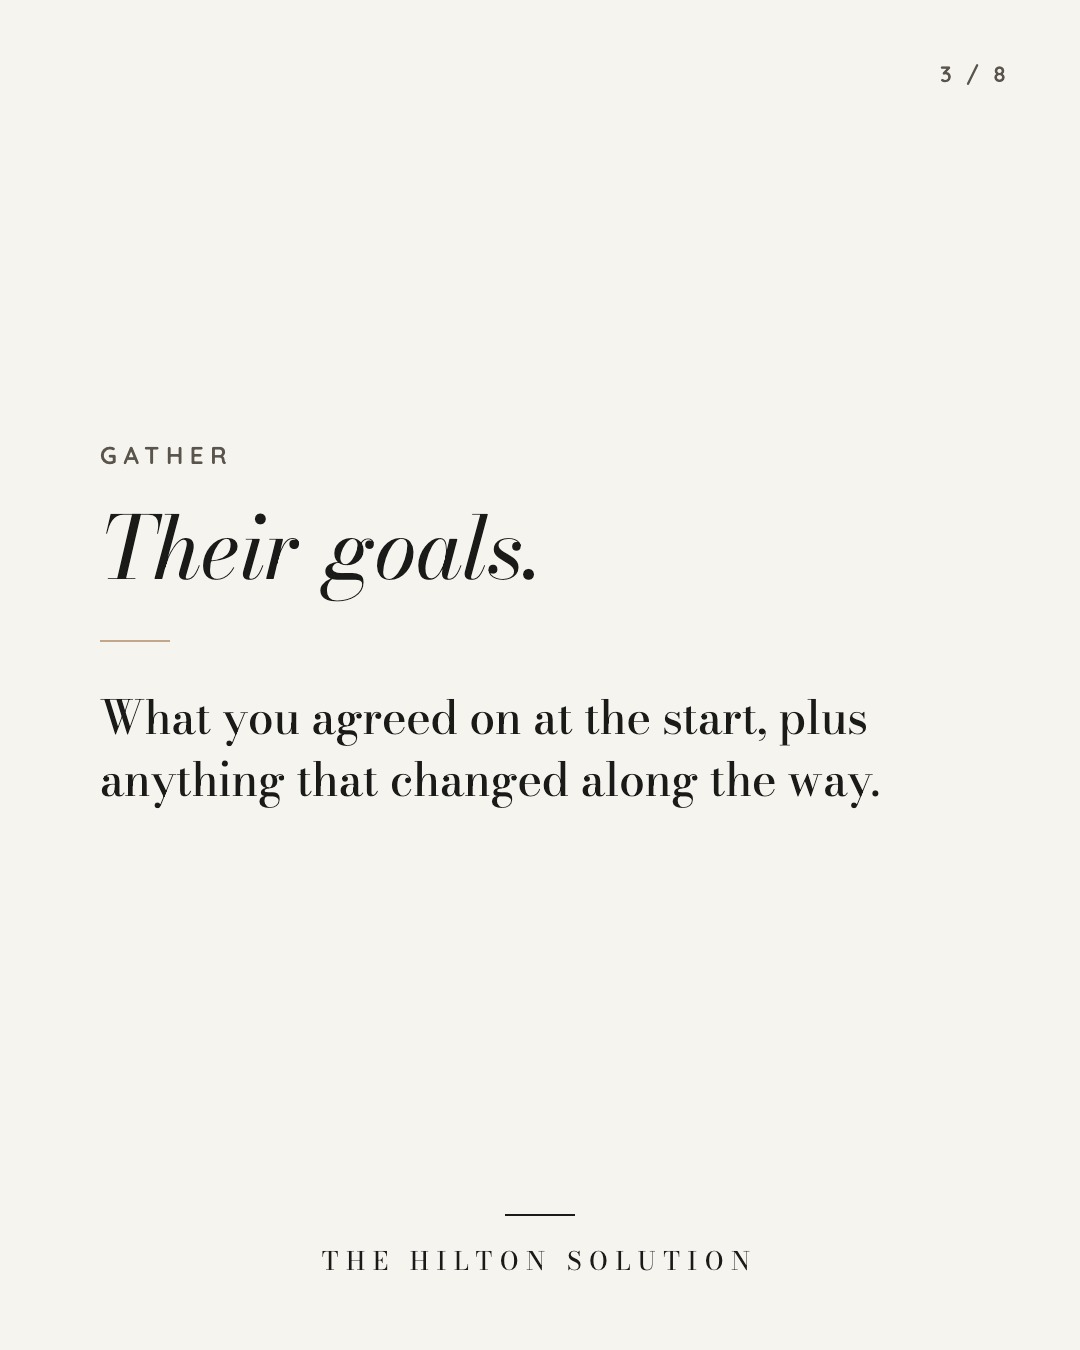 3 / 8
GATHER
Their goals.
What you agreed on at the start, plus
anything that changed along the way.
THE HILTON SOLUTION